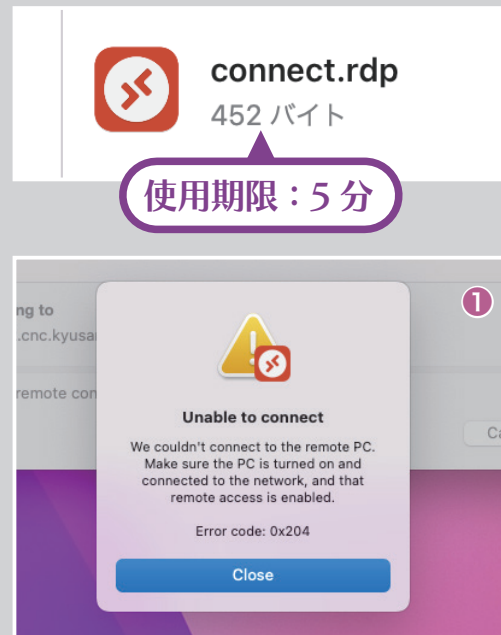 connect.rdp
452 バイト
使用期限：5 分
❶
ng to
.cnc.kyusa
remote con
Ca
Unable to connect
We couldn't connect to the remote PC.
Make sure the PC is turned on and
connected to the network, and that
remote access is enabled.
Error code: 0x204
Close